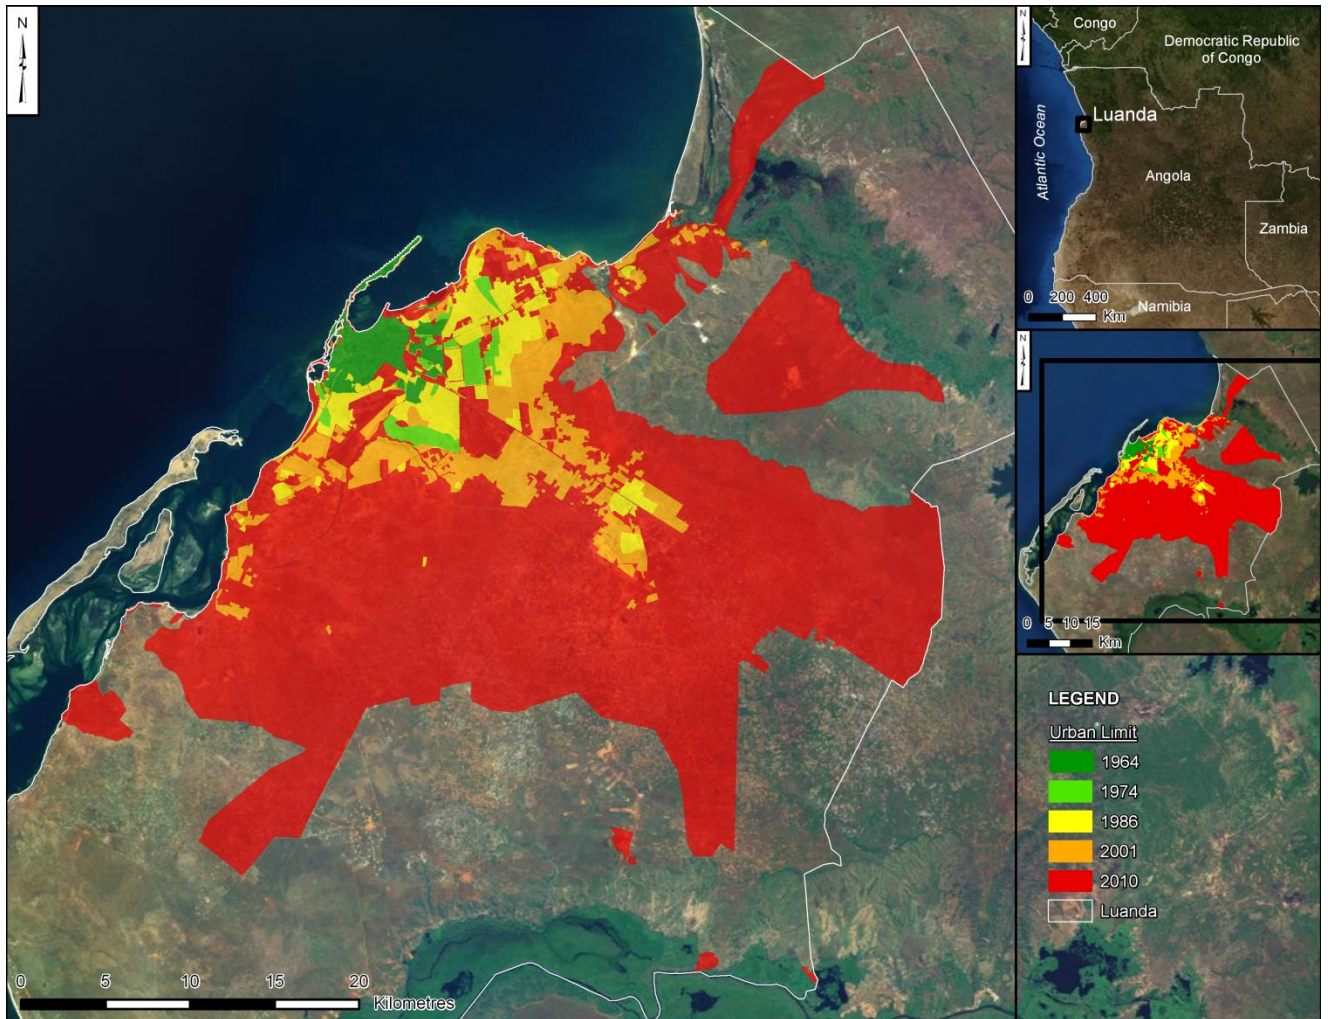 N
0 5 10 15 20
Kilometres
N
Congo
Democratic Republic
of Congo
Luanda
Atlantic Ocean
Angola
Zambia
0 200 400
Km
Namibia
N
0 5 10 15
Km
LEGEND
Urban Limit
1964
1974
1986
2001
2010
Luanda